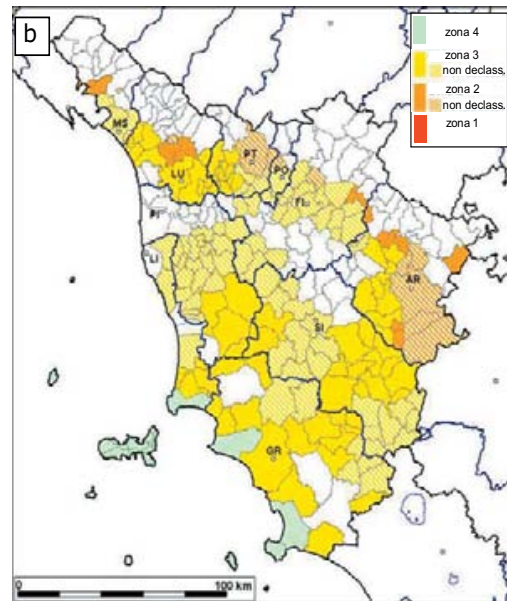 b
zona 4
zona 3
non declass.
zona 2
non declass.
zona 1
MS
LU
PT
PO
FI
PI
LI
AR
SI
GR
0
100 km